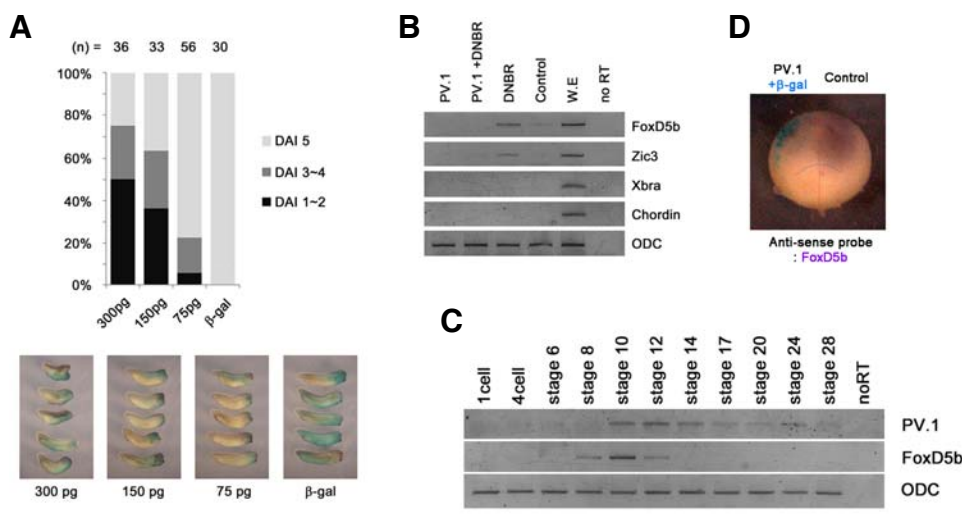 A
(n) = 36 33 56 30
100%
80%
60%
40%
20%
0%
DAI 5
DAI 3~4
DAI 1~2
300pg 150pg 75pg β-gal
300 pg 150 pg 75 pg β-gal
B
PV.1 PV.1 +DNBR DNBR Control W.E no RT
FoxD5b
Zic3
Xbra
Chordin
ODC
D
PV.1
+β-gal Control
Anti-sense probe
: FoxD5b
C
1cell 4cell stage 6 stage 8 stage 10 stage 12 stage 14 stage 17 stage 20 stage 24 stage 28 noRT
PV.1
FoxD5b
ODC